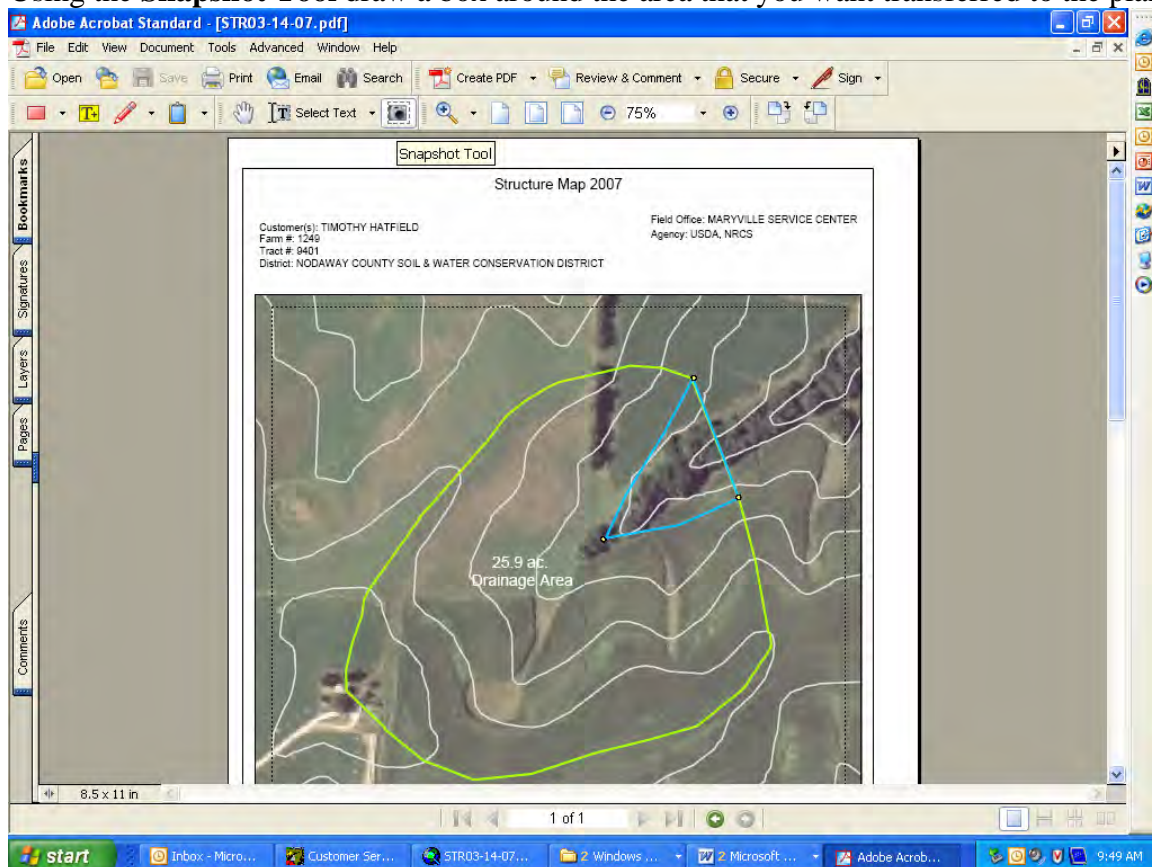 Using the Snapshot Tool draw a box around the area that you want transferred to the plan
Adobe Acrobat Standard - [STR03-14-07.pdf]
File Edit View Document Tools Advanced Window Help
Open Save Print Email Search Create PDF Review & Comment Secure Sign
T+ Select Text 75%
Snapshot Tool
Bookmarks
Signatures
Layers
Pages
Comments
Structure Map 2007
Customer(s): TIMOTHY HATFIELD
Farm #: 1249
Tract #: 9401
District: NODAWAY COUNTY SOIL & WATER CONSERVATION DISTRICT
Field Office: MARYVILLE SERVICE CENTER
Agency: USDA, NRCS
25.9 ac.
Drainage Area
8.5 x 11 in
1 of 1
start Inbox - Micro... Customer Ser... STR03-14-07... 2 Windows ... 2 Microsoft ... Adobe Acrob... 9:49 AM